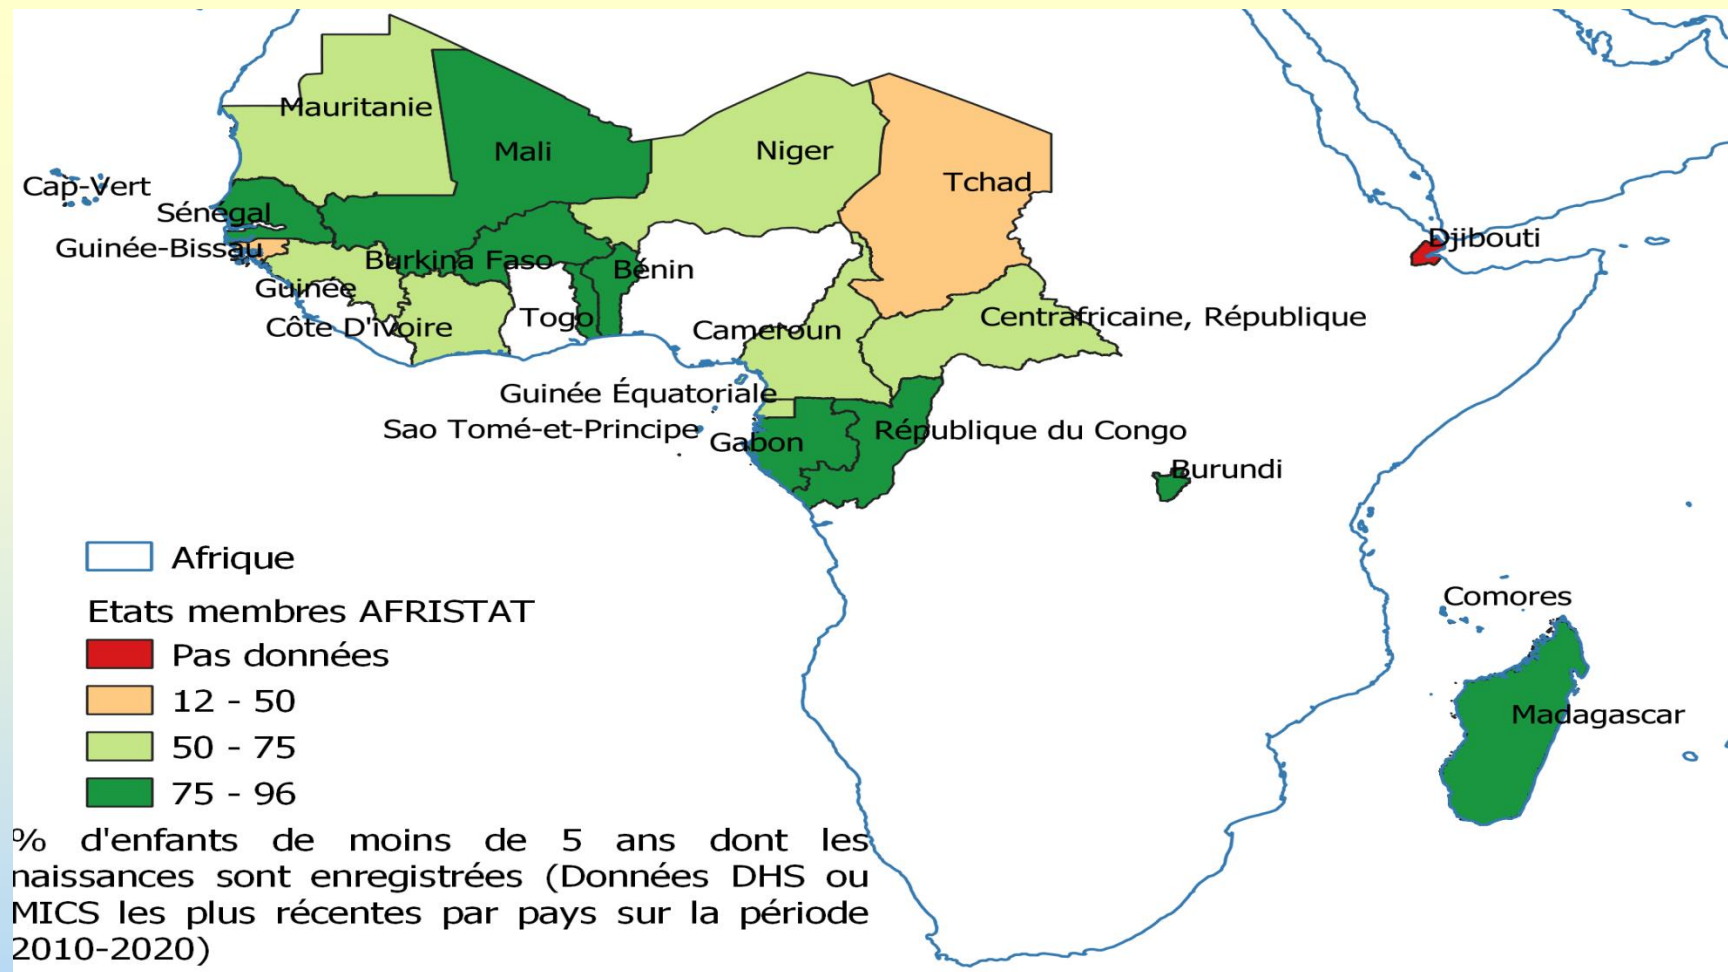 Mauritanie
Mali
Niger
Tchad
Cap-Vert
Sénégal
Guinée-Bissau
Burkina Faso
Bénin
Djibouti
Guinée
Côte D'ivoire
Togo
Cameroun
Centrafricaine, République
Guinée Équatoriale
Sao Tomé-et-Principe
Gabon
République du Congo
Burundi
Comores
Madagascar
Afrique
Etats membres AFRISTAT
Pas données
12 - 50
50 - 75
75 - 96
% d'enfants de moins de 5 ans dont les
naissances sont enregistrées (Données DHS ou
MICS les plus récentes par pays sur la période
2010-2020)